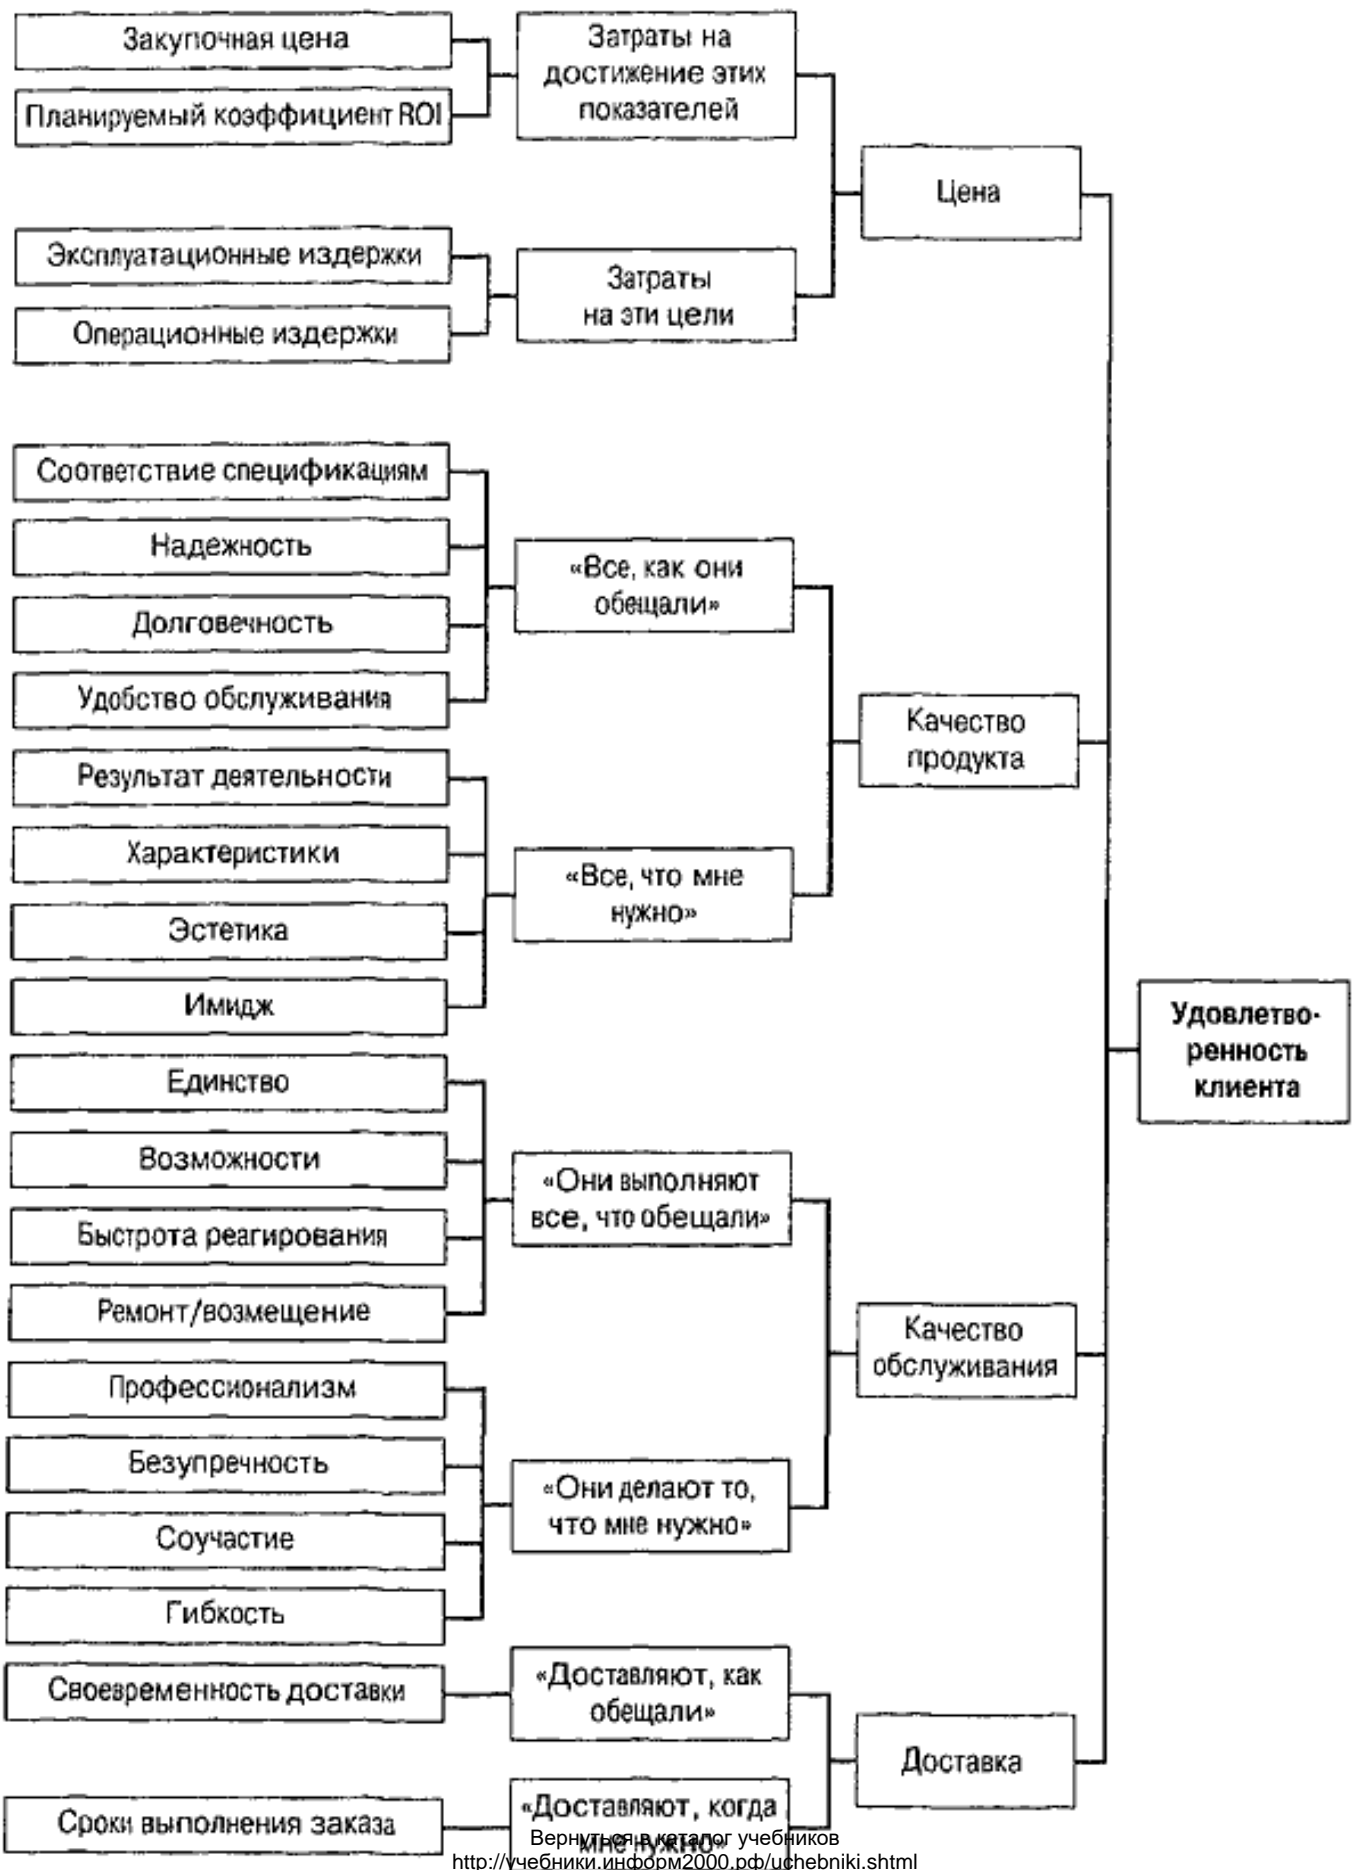 Закупочная цена
Планируемый коэффициент ROI
Затраты на
достижение этих
показателей
Эксплуатационные издержки
Операционные издержки
Затраты
на эти цели
Цена
Соответствие спецификациям
Надежность
Долговечность
Удобство обслуживания
«Все, как они
обещали»
Результат деятельности
Характеристики
Эстетика
Имидж
«Все, что мне
нужно»
Качество
продукта
Единство
Возможности
Быстрота реагирования
Ремонт/возмещение
«Они выполняют
все, что обещали»
Профессионализм
Безупречность
Соучастие
Гибкость
«Они делают то,
что мне нужно»
Качество
обслуживания
Своевременность доставки
«Доставляют, как
обещали»
Сроки выполнения заказа
«Доставляют, когда
мне нужно»
Доставка
Удовлетво-
ренность
клиента
Вернуться в каталог учебников
http://учебники.информ2000.рф/uchebniki.shtml